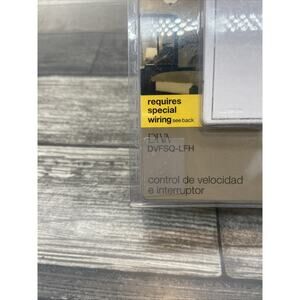 requires
special
wiring see back
DIVA
DVFSQ-LFH
control de velocidad
e interruptor